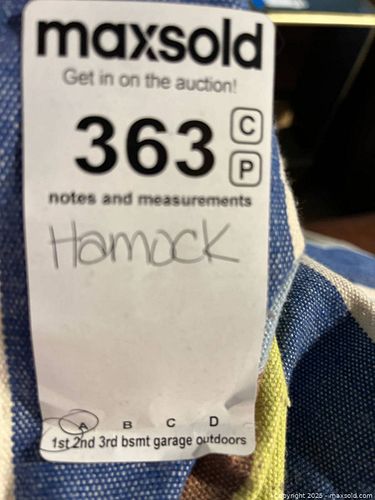 maxsold
Get in on the auction!
363
C
P
notes and measurements
Hamock
A B C D
1st 2nd 3rd bsmt garage outdoors
Copyright 2025 - maxsold.com